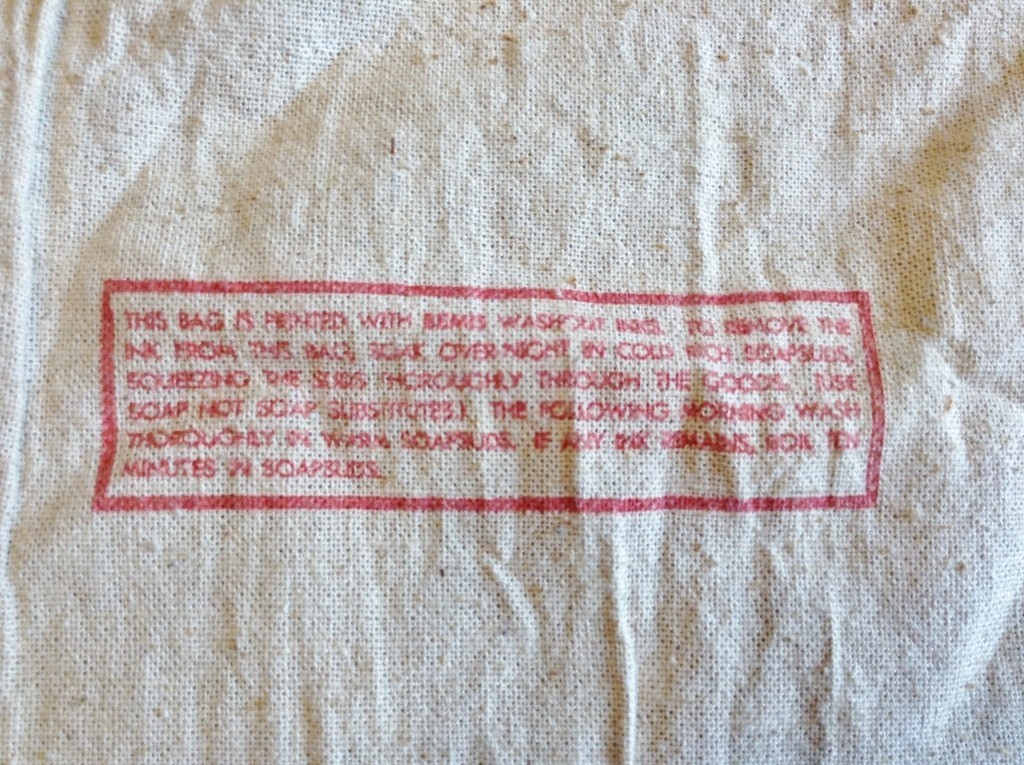 THIS BAG IS PRINTED WITH BEMIS WASHOUT INKS. TO REMOVE THE
INK FROM THIS BAG, SOAK OVERNIGHT IN COLD RICH SOAPSUDS,
SQUEEZING THE SUDS THOROUGHLY THROUGH THE GOODS. (USE
SOAP NOT SOAP SUBSTITUTES.) THE FOLLOWING MORNING WASH
THOROUGHLY IN WARM SOAPSUDS. IF ANY INK REMAINS, BOIL TEN
MINUTES IN SOAPSUDS.